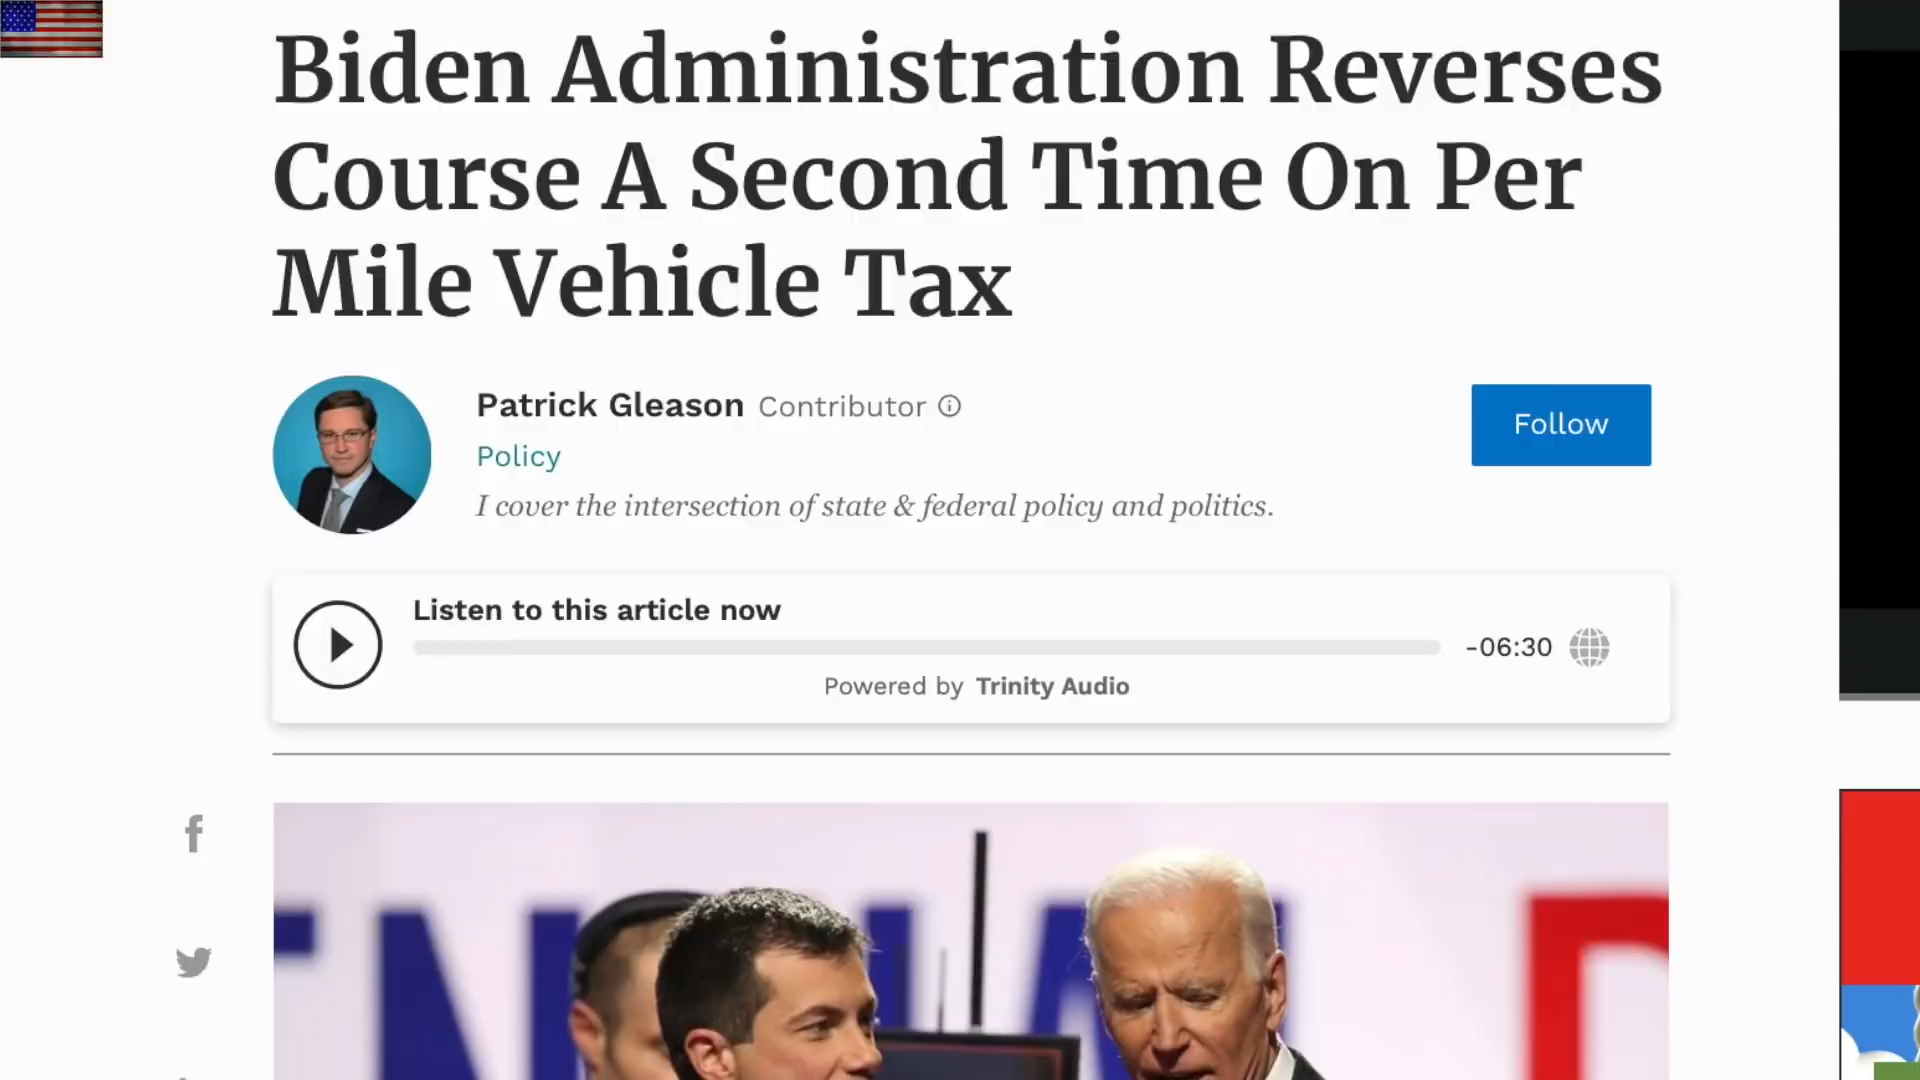 Biden Administration Reverses
Course A Second Time On Per
Mile Vehicle Tax
Patrick Gleason Contributor
Follow
Policy
I cover the intersection of state & federal policy and politics.
Listen to this article now
-06:30
Powered by Trinity Audio